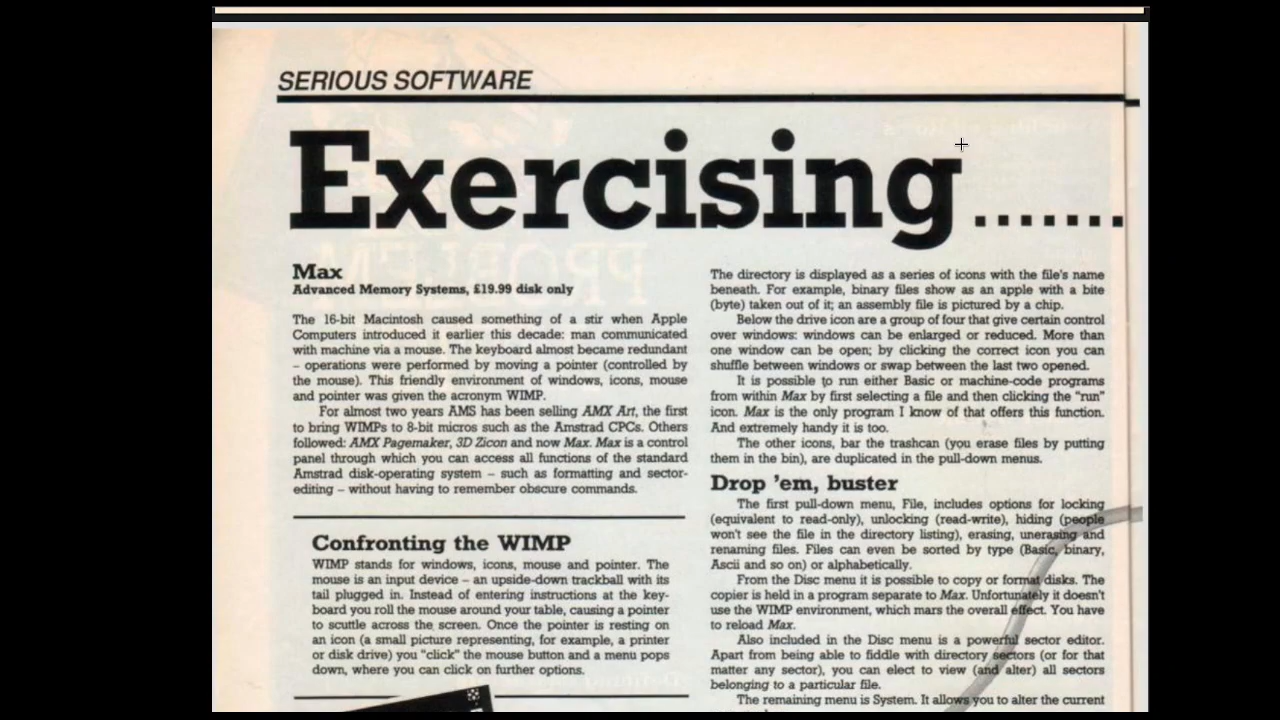 SERIOUS SOFTWARE
Exercising.......
Max
Advanced Memory Systems, £19.99 disk only
The 16-bit Macintosh caused something of a stir when Apple
Computers introduced it earlier this decade: man communicated
with machine via a mouse. The keyboard almost became redundant
– operations were performed by moving a pointer (controlled by
the mouse). This friendly environment of windows, icons, mouse
and pointer was given the acronym WIMP.
For almost two years AMS has been selling AMX Art, the first
to bring WIMPs to 8-bit micros such as the Amstrad CPCs. Others
followed: AMX Pagemaker, 3D Zicon and now Max. Max is a control
panel through which you can access all functions of the standard
Amstrad disk-operating system – such as formatting and sector-
editing – without having to remember obscure commands.
Confronting the WIMP
WIMP stands for windows, icons, mouse and pointer. The
mouse is an input device – an upside-down trackball with its
tail plugged in. Instead of entering instructions at the key-
board you roll the mouse around your table, causing a pointer
to scuttle across the screen. Once the pointer is resting on
an icon (a small picture representing, for example, a printer
or disk drive) you "click" the mouse button and a menu pops
down, where you can click on further options.
The directory is displayed as a series of icons with the file's name
beneath. For example, binary files show as an apple with a bite
(byte) taken out of it; an assembly file is pictured by a chip.
Below the drive icon are a group of four that give certain control
over windows: windows can be enlarged or reduced. More than
one window can be open; by clicking the correct icon you can
shuffle between windows or swap between the last two opened.
It is possible to run either Basic or machine-code programs
from within Max by first selecting a file and then clicking the "run"
icon. Max is the only program I know of that offers this function.
And extremely handy it is too.
The other icons, bar the trashcan (you erase files by putting
them in the bin), are duplicated in the pull-down menus.
Drop 'em, buster
The first pull-down menu, File, includes options for locking
(equivalent to read-only), unlocking (read-write), hiding (people
won't see the file in the directory listing), erasing, unerasing and
renaming files. Files can even be sorted by type (Basic, binary,
Ascii and so on) or alphabetically.
From the Disc menu it is possible to copy or format disks. The
copier is held in a program separate to Max. Unfortunately it doesn't
use the WIMP environment, which mars the overall effect. You have
to reload Max.
Also included in the Disc menu is a powerful sector editor.
Apart from being able to fiddle with directory sectors (or for that
matter any sector), you can elect to view (and alter) all sectors
belonging to a particular file.
The remaining menu is System. It allows you to alter the current